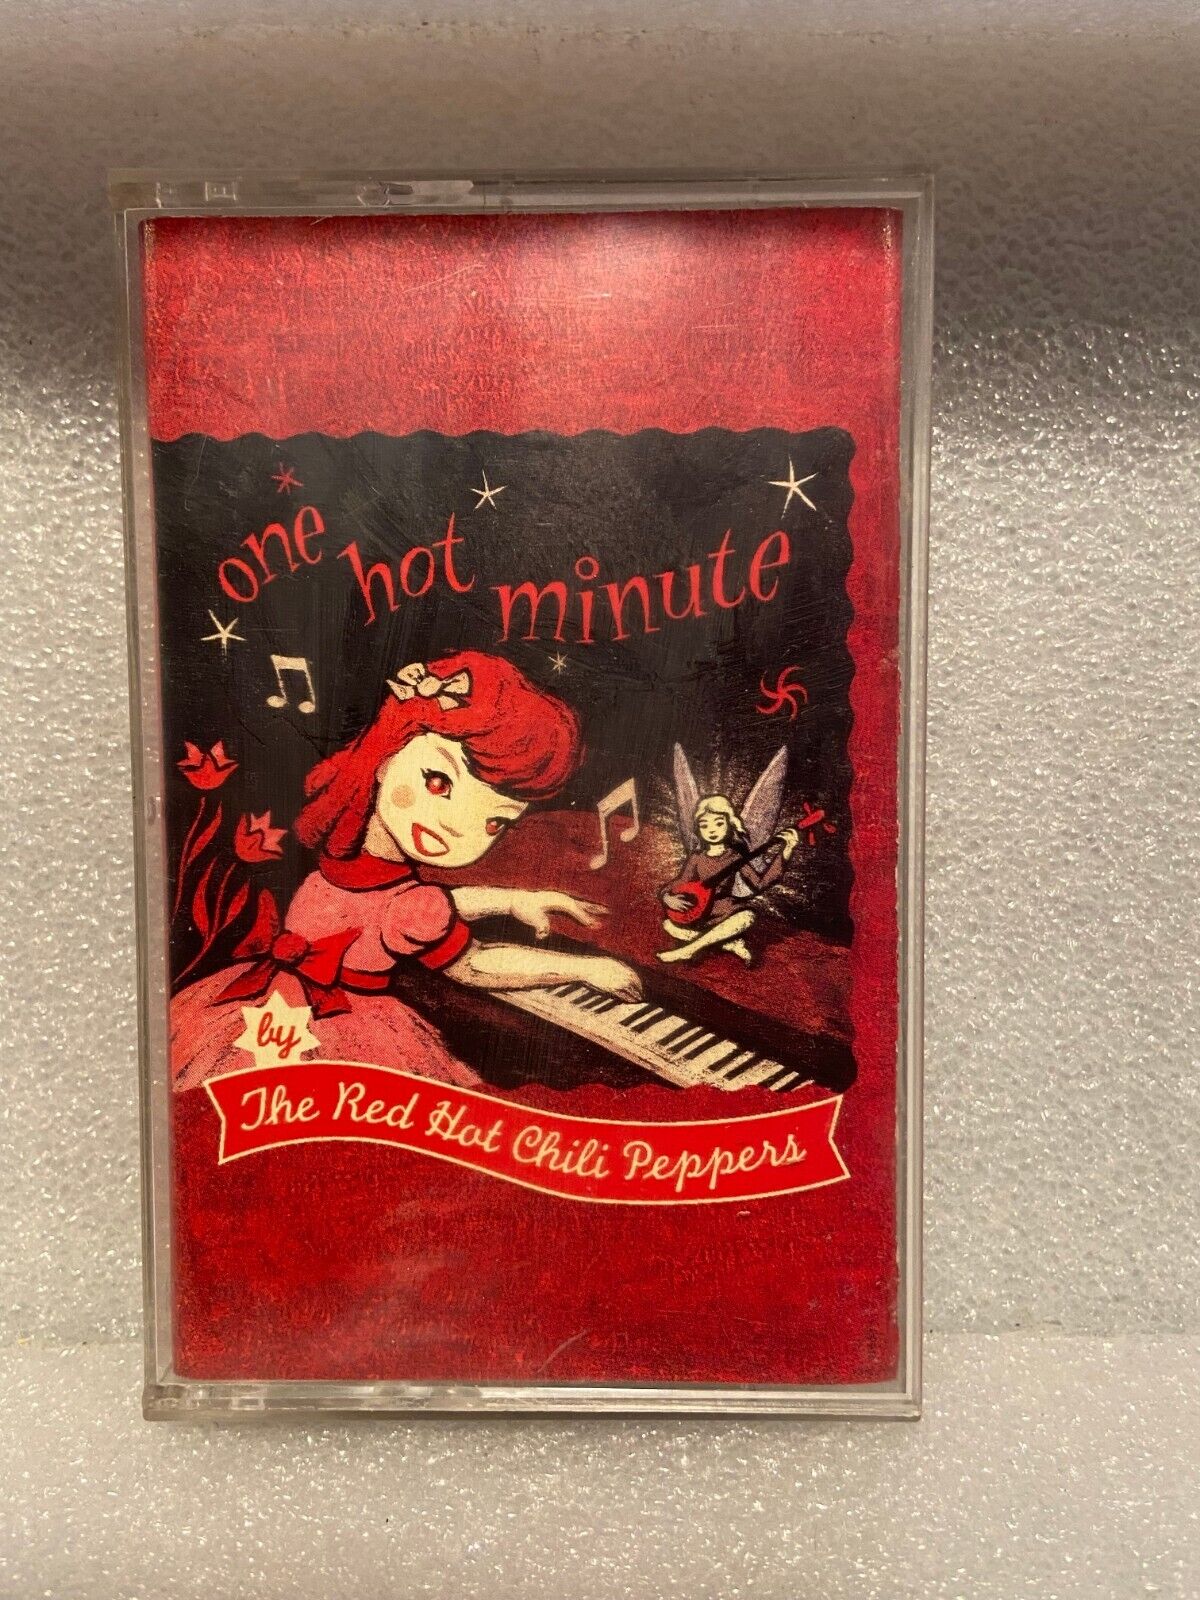 one hot minute
by
The Red Hot Chili Peppers